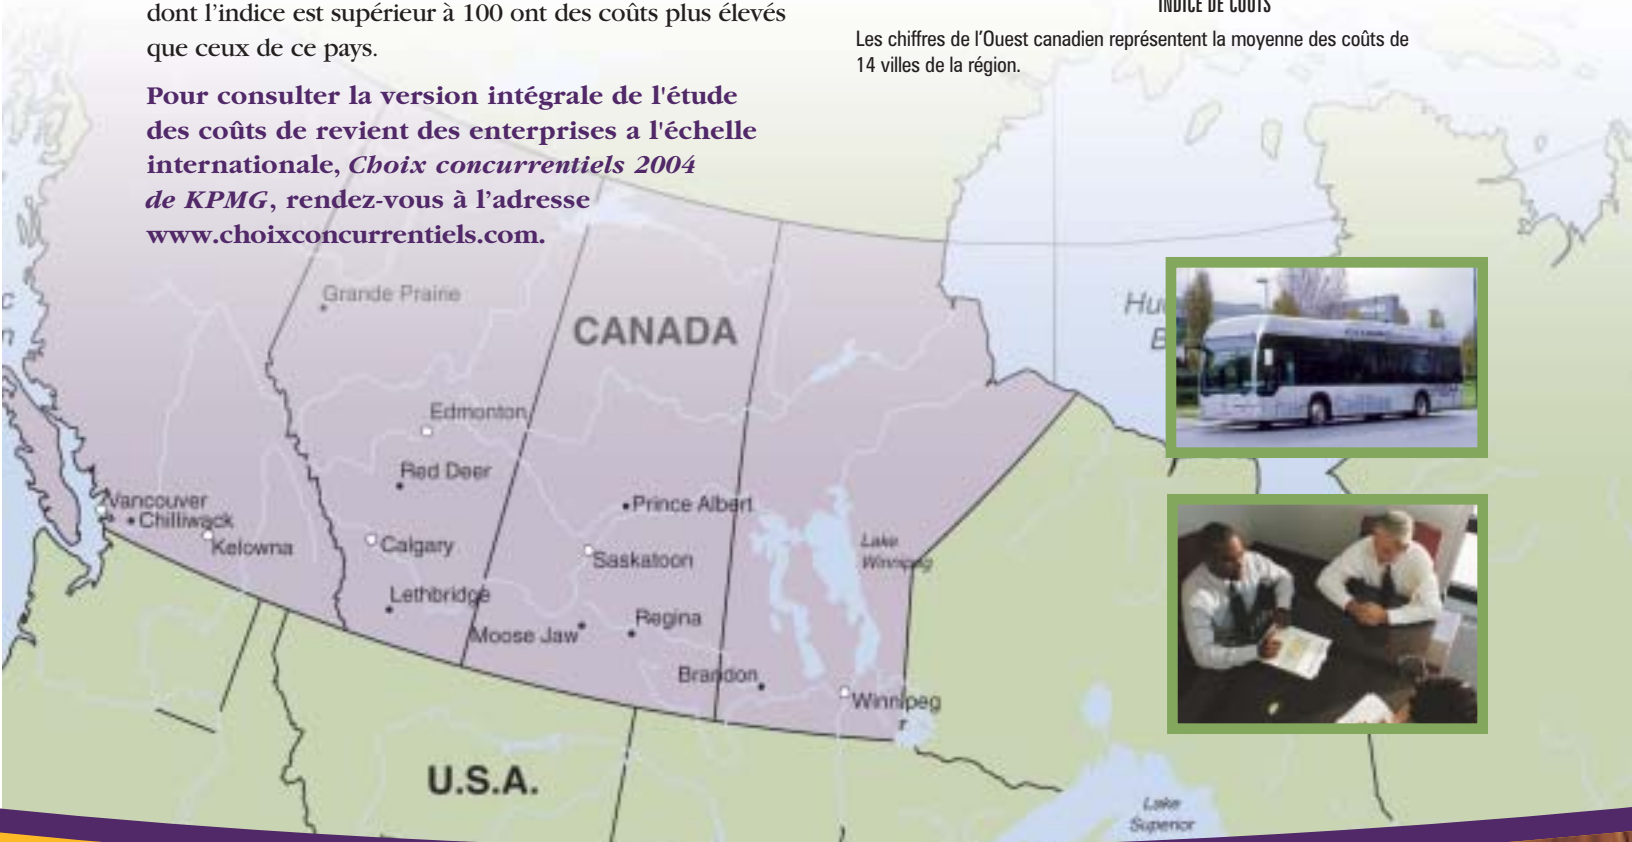 dont l'indice est supérieur à 100 ont des coûts plus élevés
que ceux de ce pays.
Pour consulter la version intégrale de l'étude
des coûts de revient des enterprises a l'échelle
internationale, Choix concurrentiels 2004
de KPMG, rendez-vous à l'adresse
www.choixconcurrentiels.com.
INDICE DE COÛTS
Les chiffres de l'Ouest canadien représentent la moyenne des coûts de
14 villes de la région.
Grande Prairie
CANADA
Edmonton
Red Deer
Vancouver
Chilliwack
Kelowna
Calgary
Prince Albert
Saskatoon
Lake
Winnipeg
Lethbridge
Moose Jaw
Regina
Brandon
Winnipeg
U.S.A.
Lake
Superior